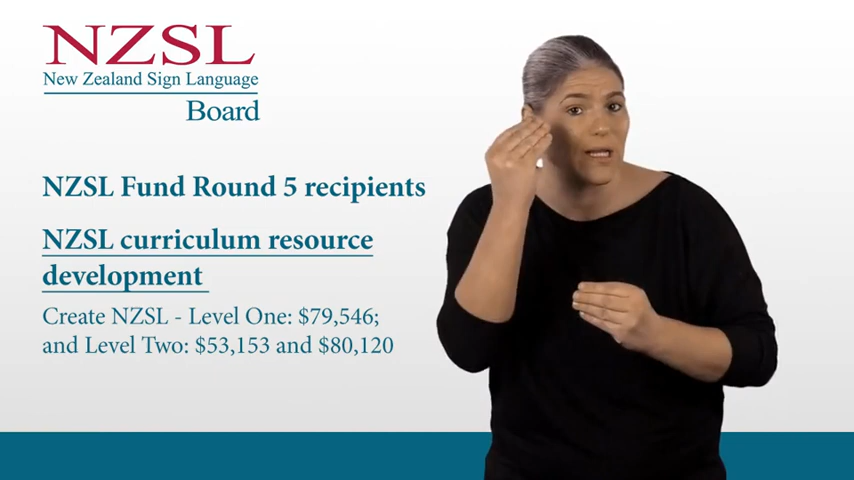 NZSL
New Zealand Sign Language
Board
NZSL Fund Round 5 recipients
NZSL curriculum resource
development
Create NZSL - Level One: $79,546;
and Level Two: $53,153 and $80,120